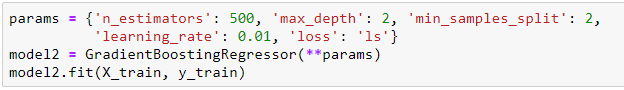 params = {'n_estimators': 500, 'max_depth': 2, 'min_samples_split': 2,
'learning_rate': 0.01, 'loss': 'ls'}
model2 = GradientBoostingRegressor(**params)
model2.fit(X_train, y_train)